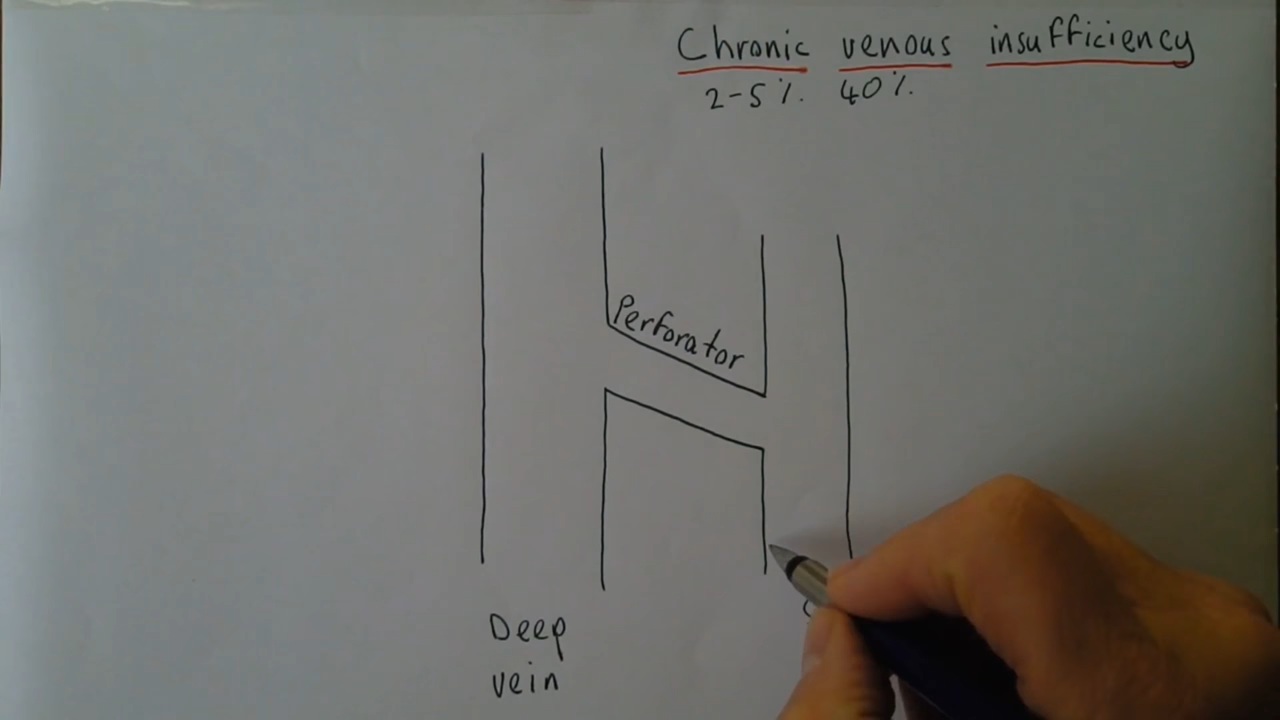 Chronic venous insufficiency
2-5% 40%
Perforator
Deep
vein